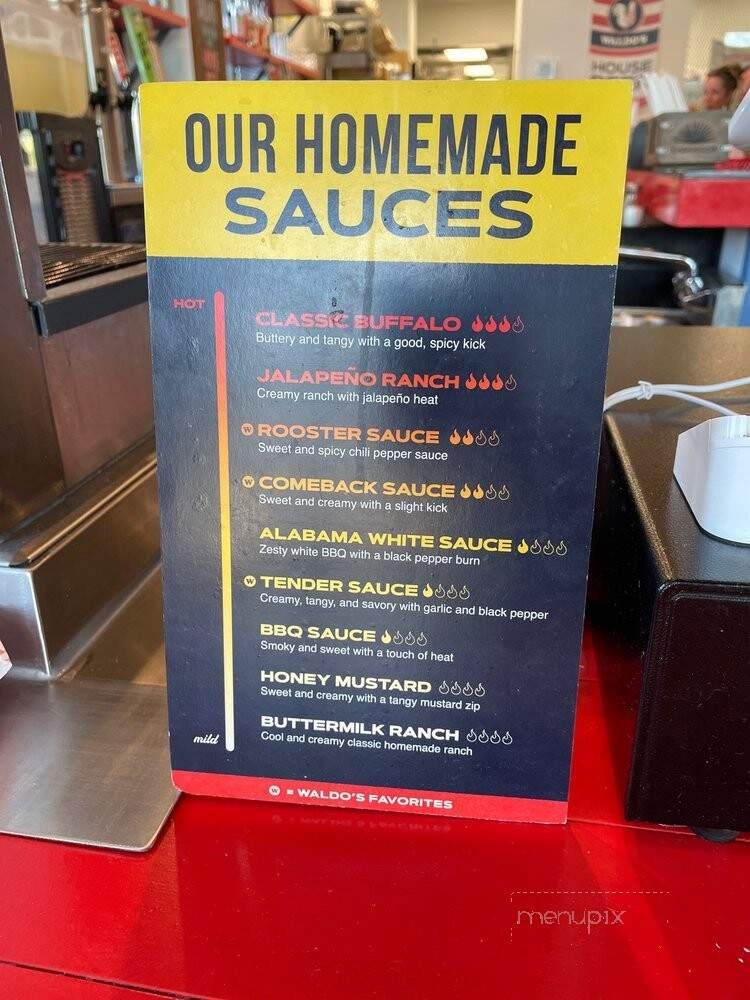 WALDO'S
HOUSE
OUR HOMEMADE
SAUCES
HOT
CLASSIC BUFFALO
Buttery and tangy with a good, spicy kick
JALAPEÑO RANCH
Creamy ranch with jalapeño heat
W ROOSTER SAUCE
Sweet and spicy chili pepper sauce
W COMEBACK SAUCE
Sweet and creamy with a slight kick
ALABAMA WHITE SAUCE
Zesty white BBQ with a black pepper burn
W TENDER SAUCE
Creamy, tangy, and savory with garlic and black pepper
BBQ SAUCE
Smoky and sweet with a touch of heat
HONEY MUSTARD
Sweet and creamy with a tangy mustard zip
BUTTERMILK RANCH
Cool and creamy classic homemade ranch
mild
W = WALDO'S FAVORITES
menupix